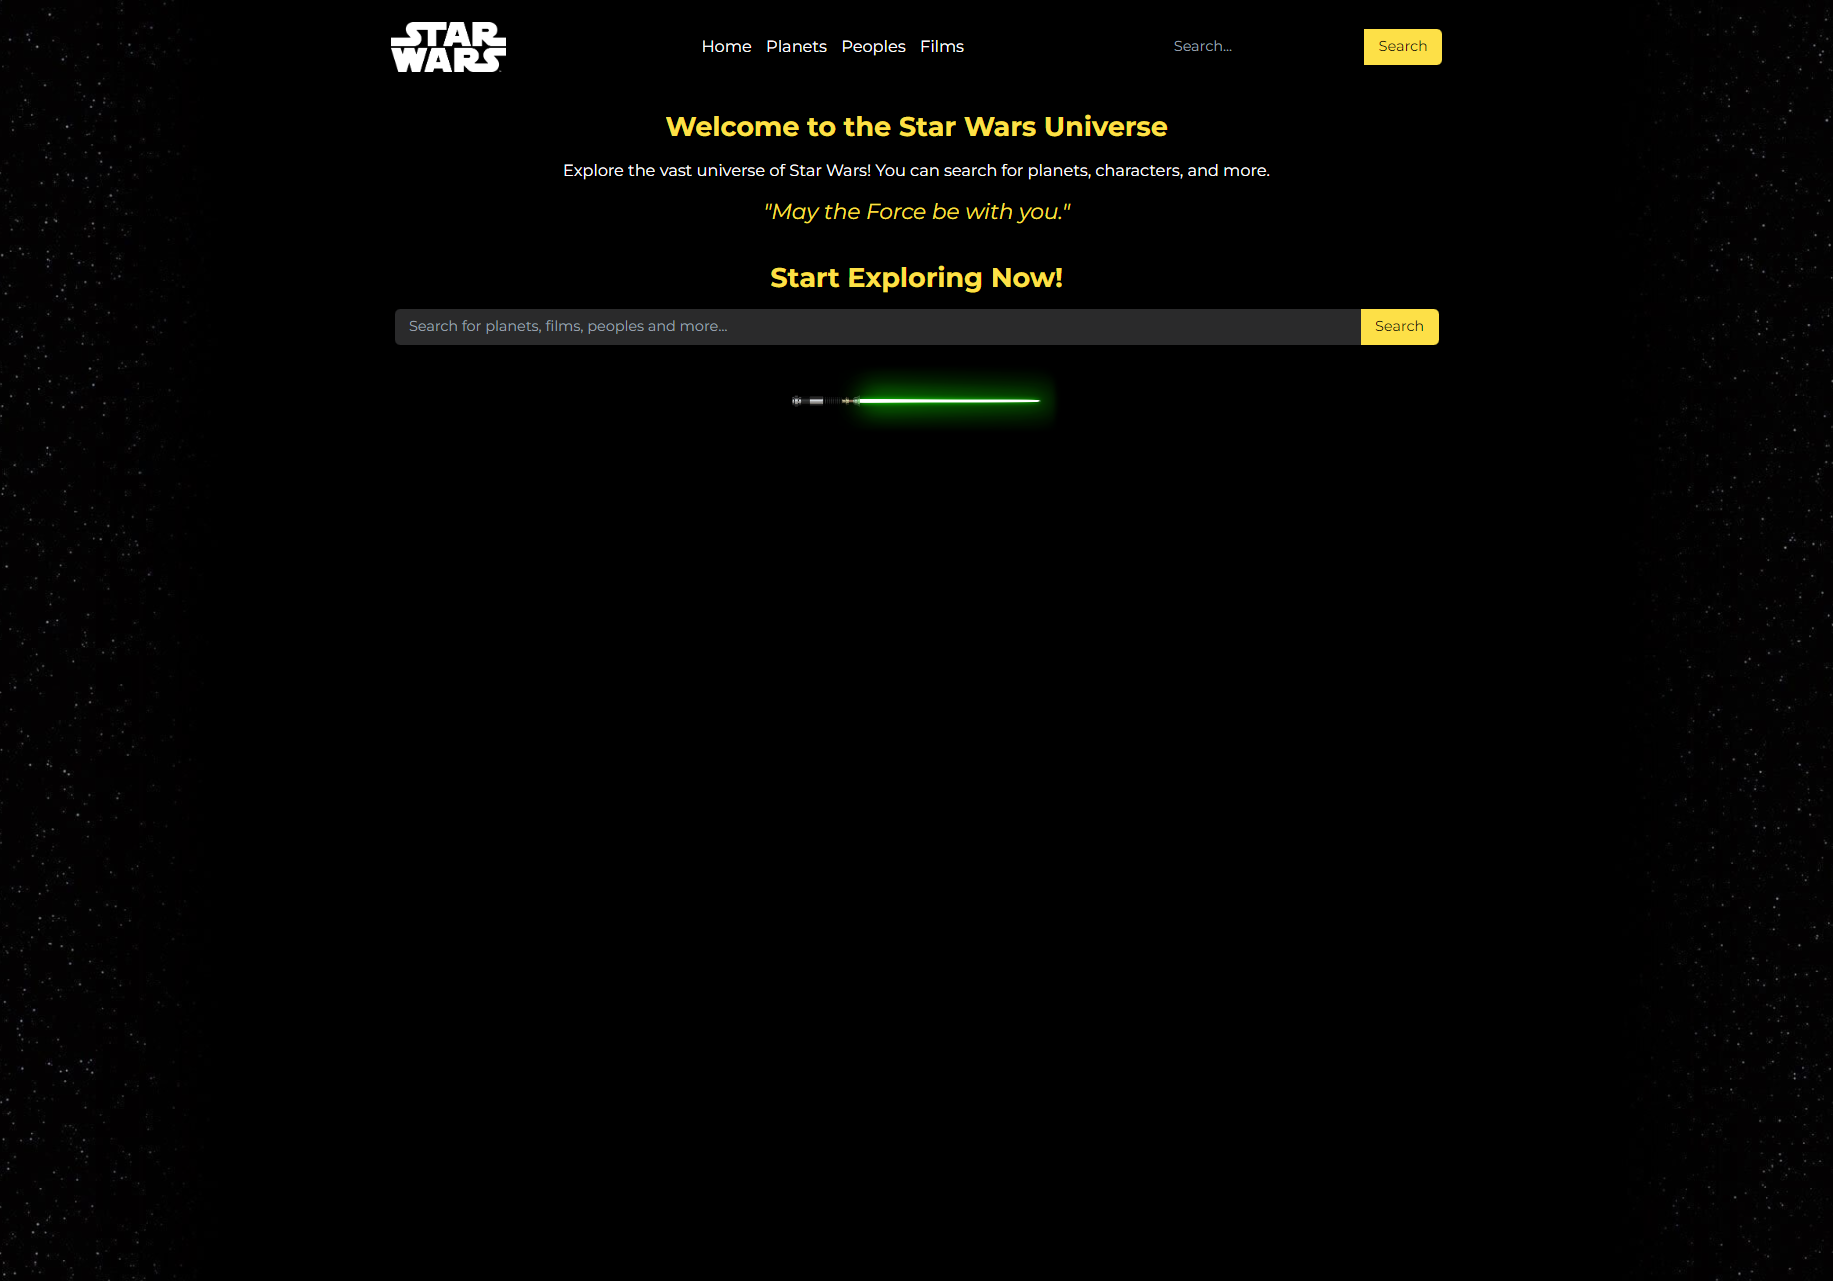 STAR
WARS
Home Planets Peoples Films
Search...
Search
Welcome to the Star Wars Universe
Explore the vast universe of Star Wars! You can search for planets, characters, and more.
"May the Force be with you."
Start Exploring Now!
Search for planets, films, peoples and more...
Search